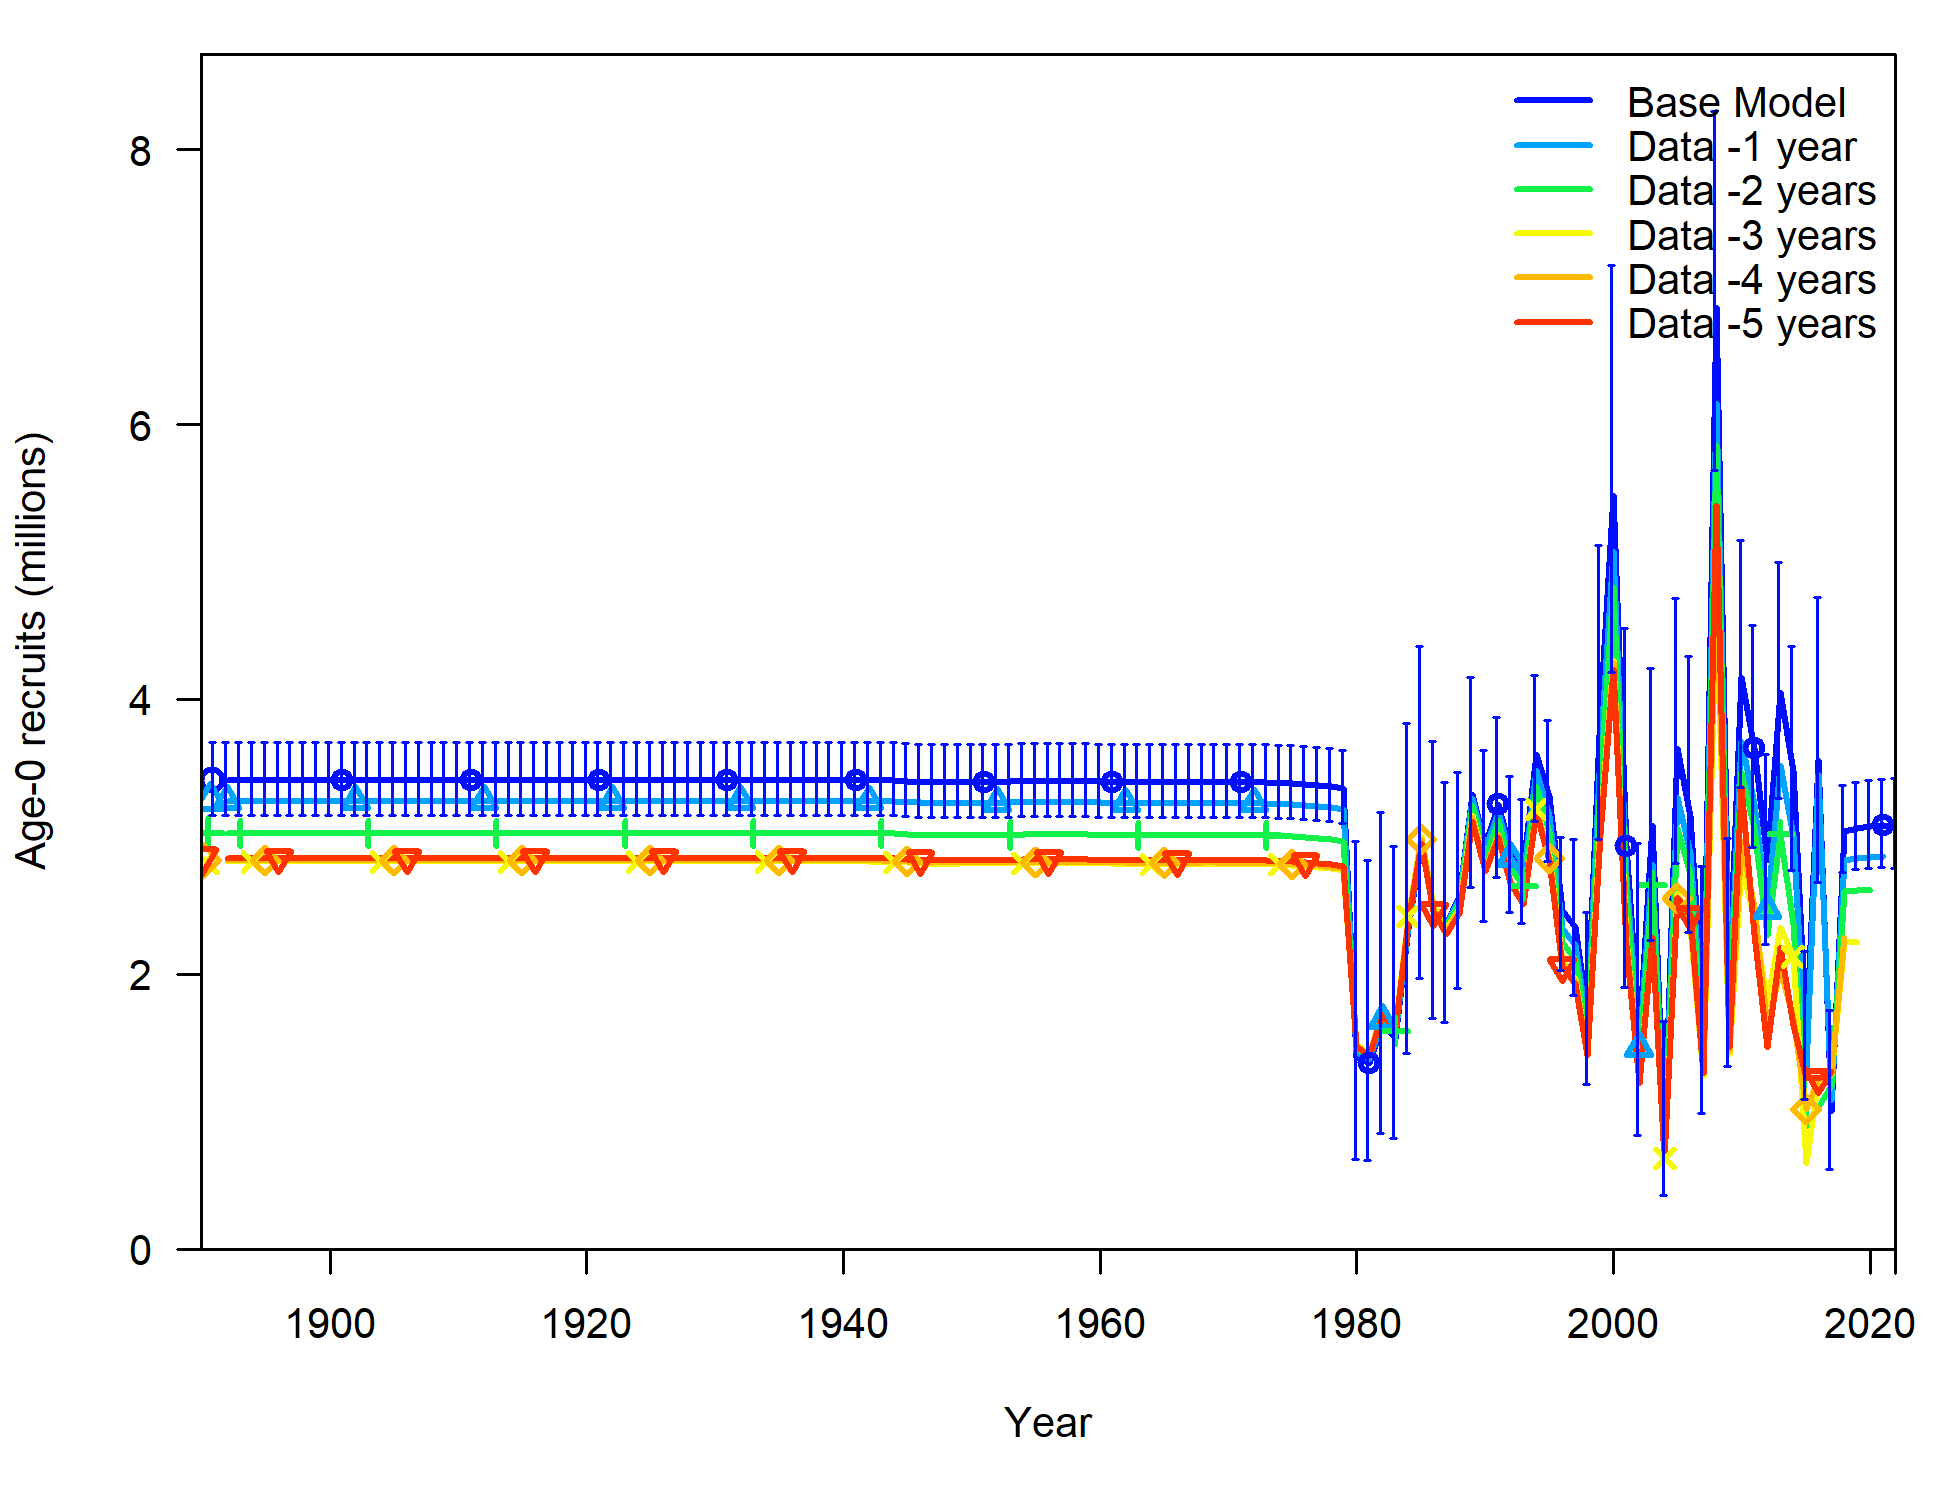 Base Model
Data -1 year
Data -2 years
Data -3 years
Data -4 years
Data -5 years
8
6
4
2
0
Age-0 recruits (millions)
1900 1920 1940 1960 1980 2000 2020
Year